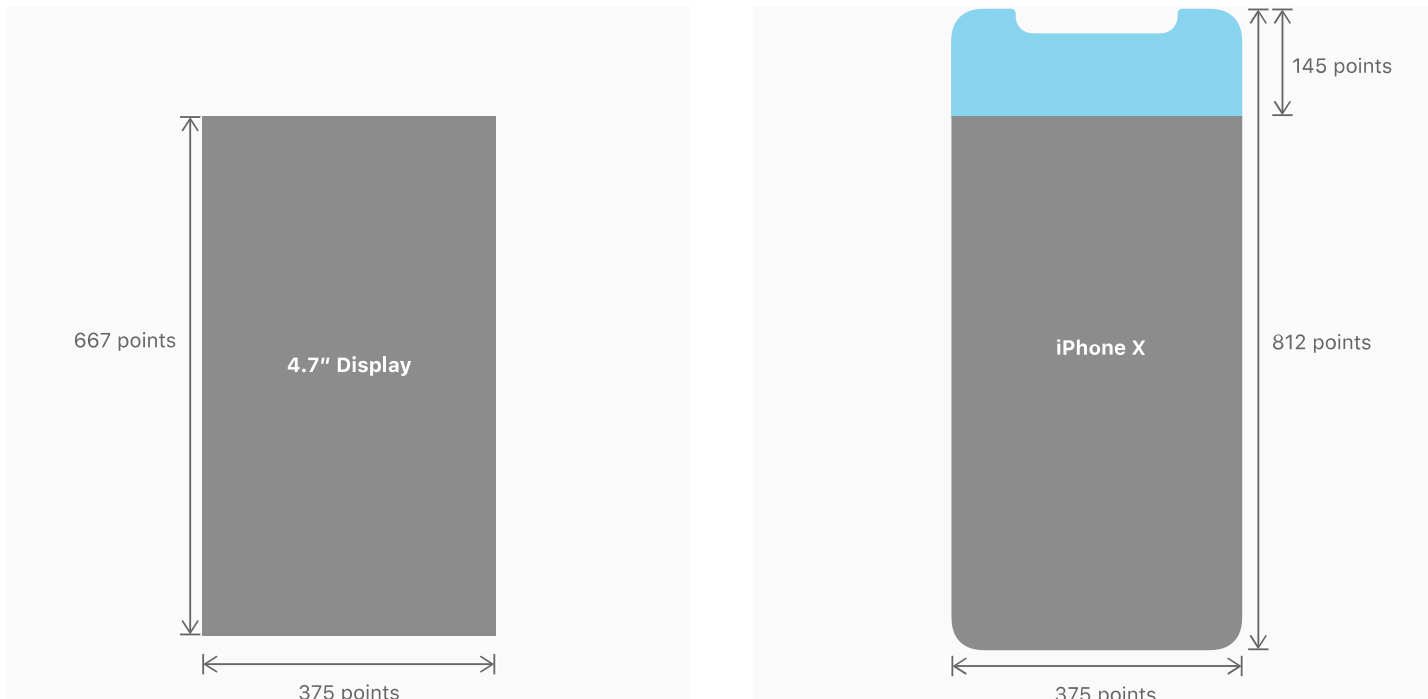 667 points
4.7″ Display
375 points
145 points
iPhone X
812 points
375 points